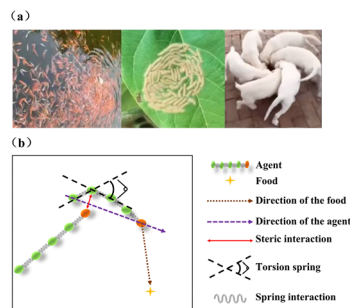 (a)
(b)
Agent
Food
Direction of the food
Direction of the agent
Steric interaction
Torsion spring
Spring interaction